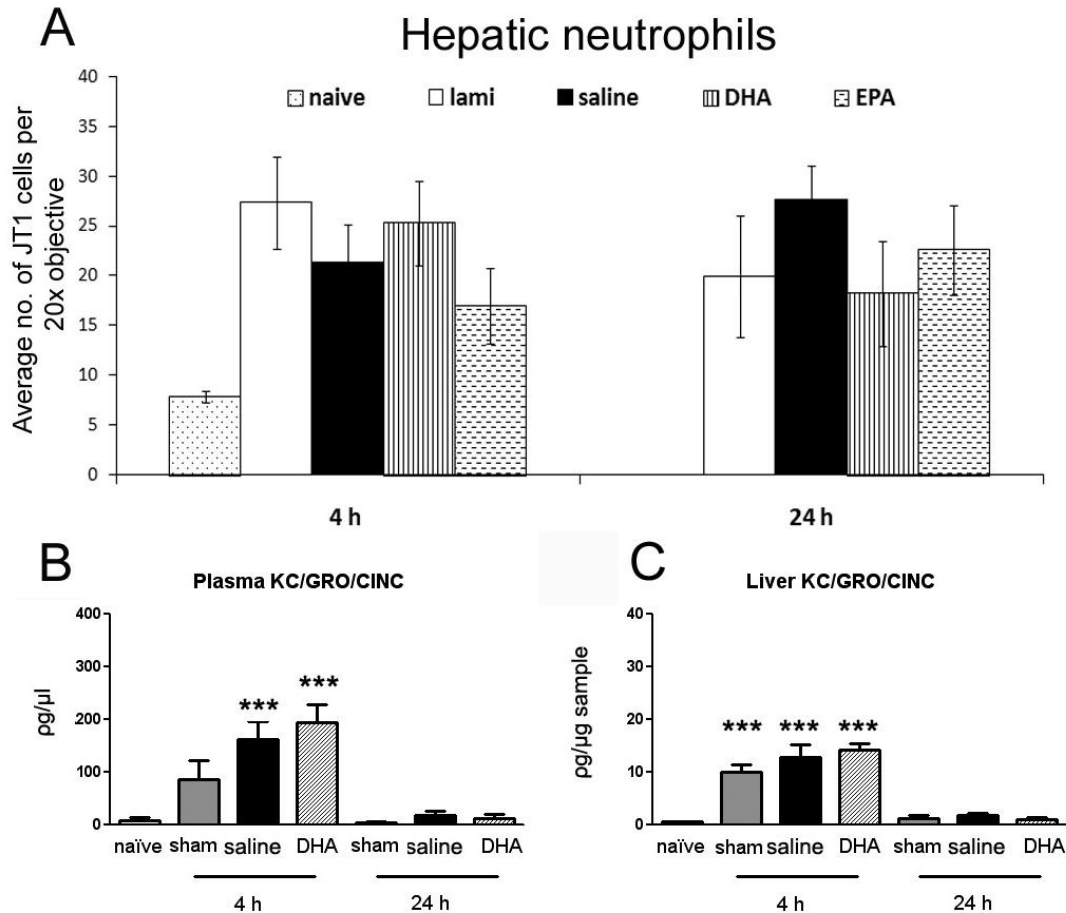 A
Hepatic neutrophils
Average no. of JT1 cells per
20x objective
40
35
30
25
20
15
10
5
0
naive lami saline DHA EPA
4 h 24 h
B
Plasma KC/GRO/CINC
ρg/μl
400
300
200
100
0
naïve sham saline DHA sham saline DHA
4 h 24 h
C
Liver KC/GRO/CINC
ρg/μg sample
40
30
20
10
0
*** ***
*** *** ***
naïve sham saline DHA sham saline DHA
4 h 24 h